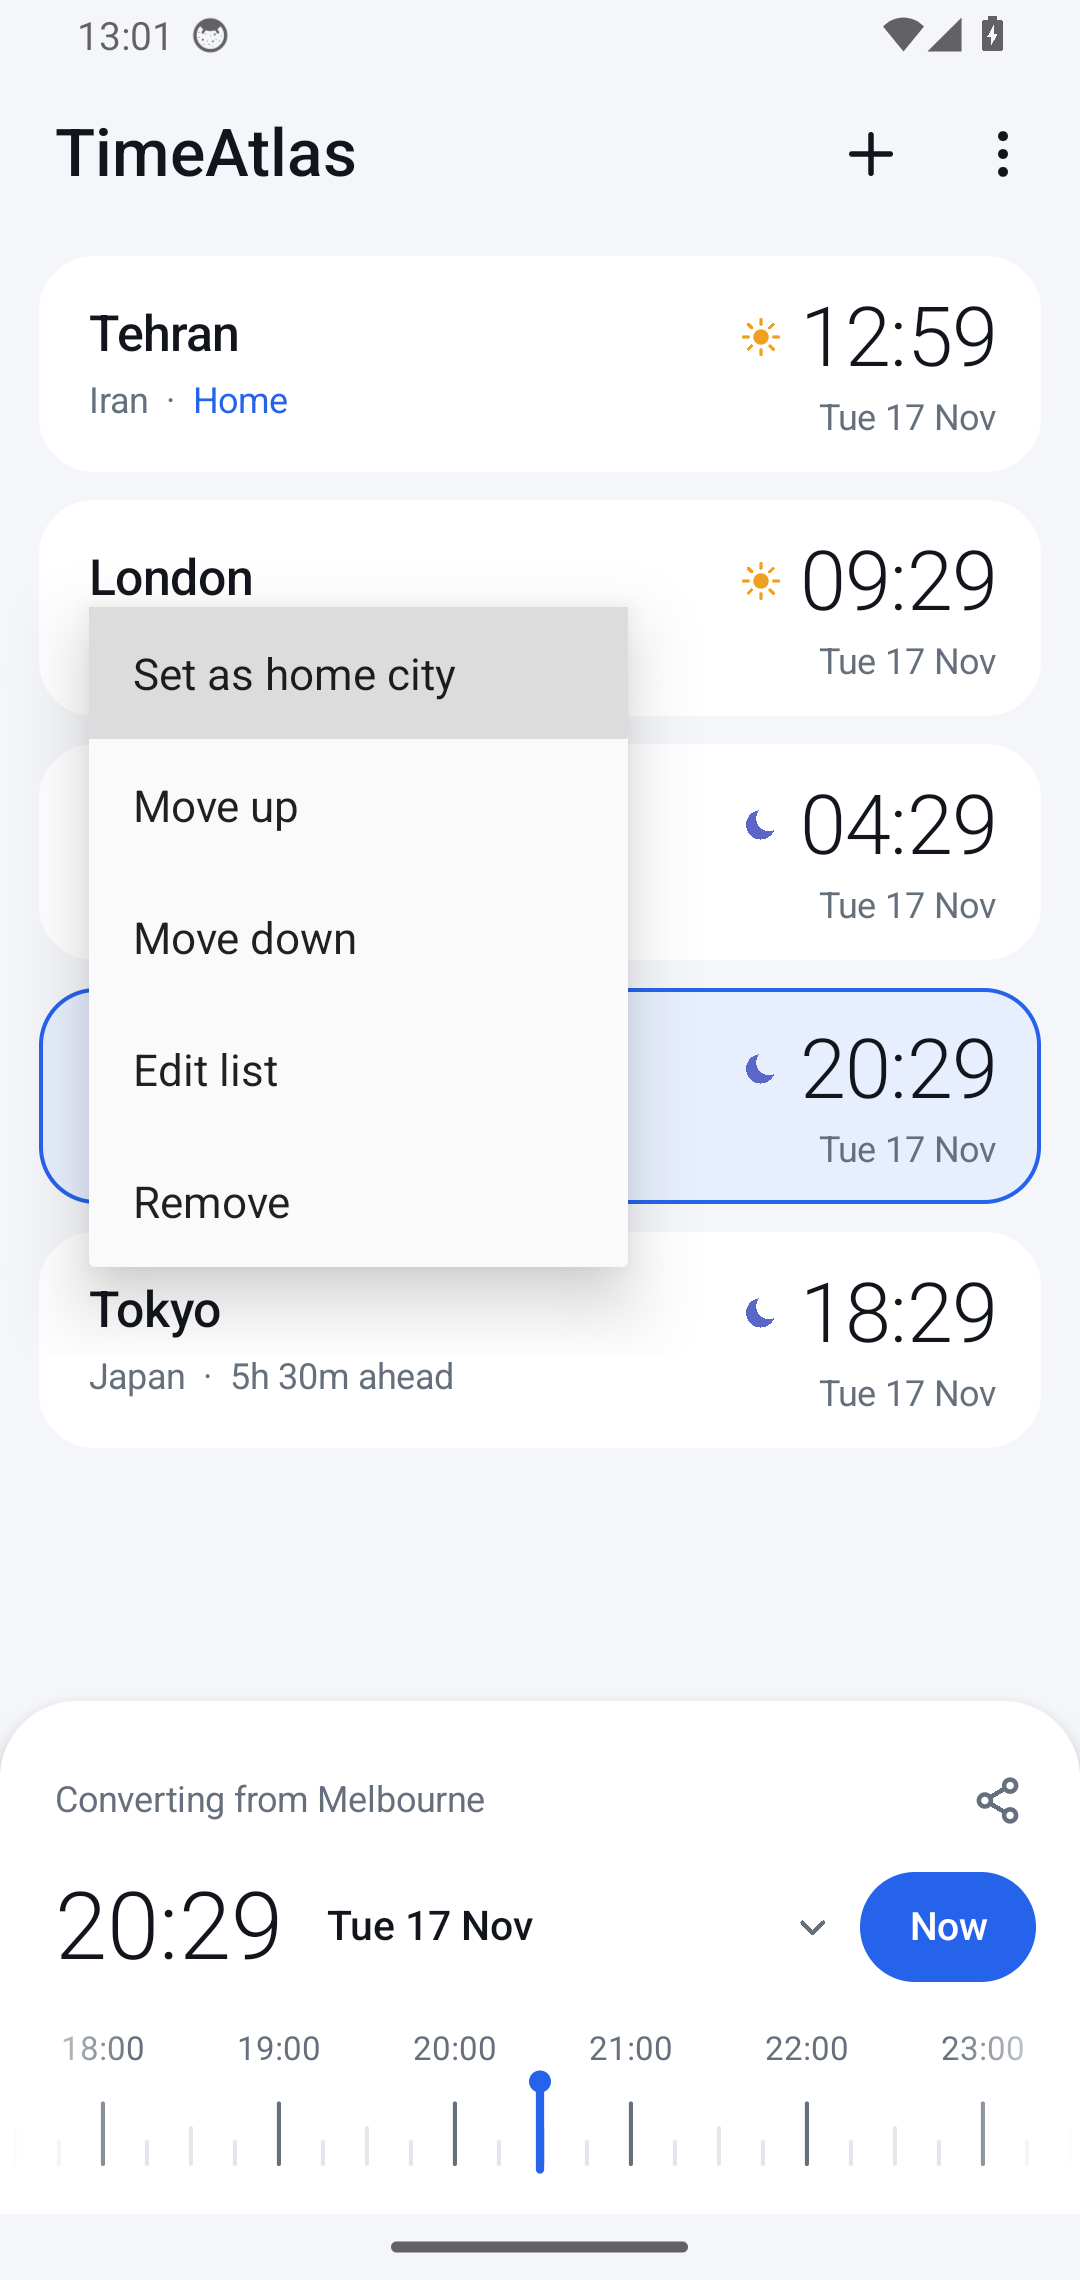 13:01
TimeAtlas
Tehran
12:59
Iran · Home
Tue 17 Nov
London
09:29
Tue 17 Nov
Set as home city
Move up
Move down
Edit list
Remove
04:29
Tue 17 Nov
20:29
Tue 17 Nov
Tokyo
18:29
Japan · 5h 30m ahead
Tue 17 Nov
Converting from Melbourne
20:29 Tue 17 Nov
Now
18:00 19:00 20:00 21:00 22:00 23:00